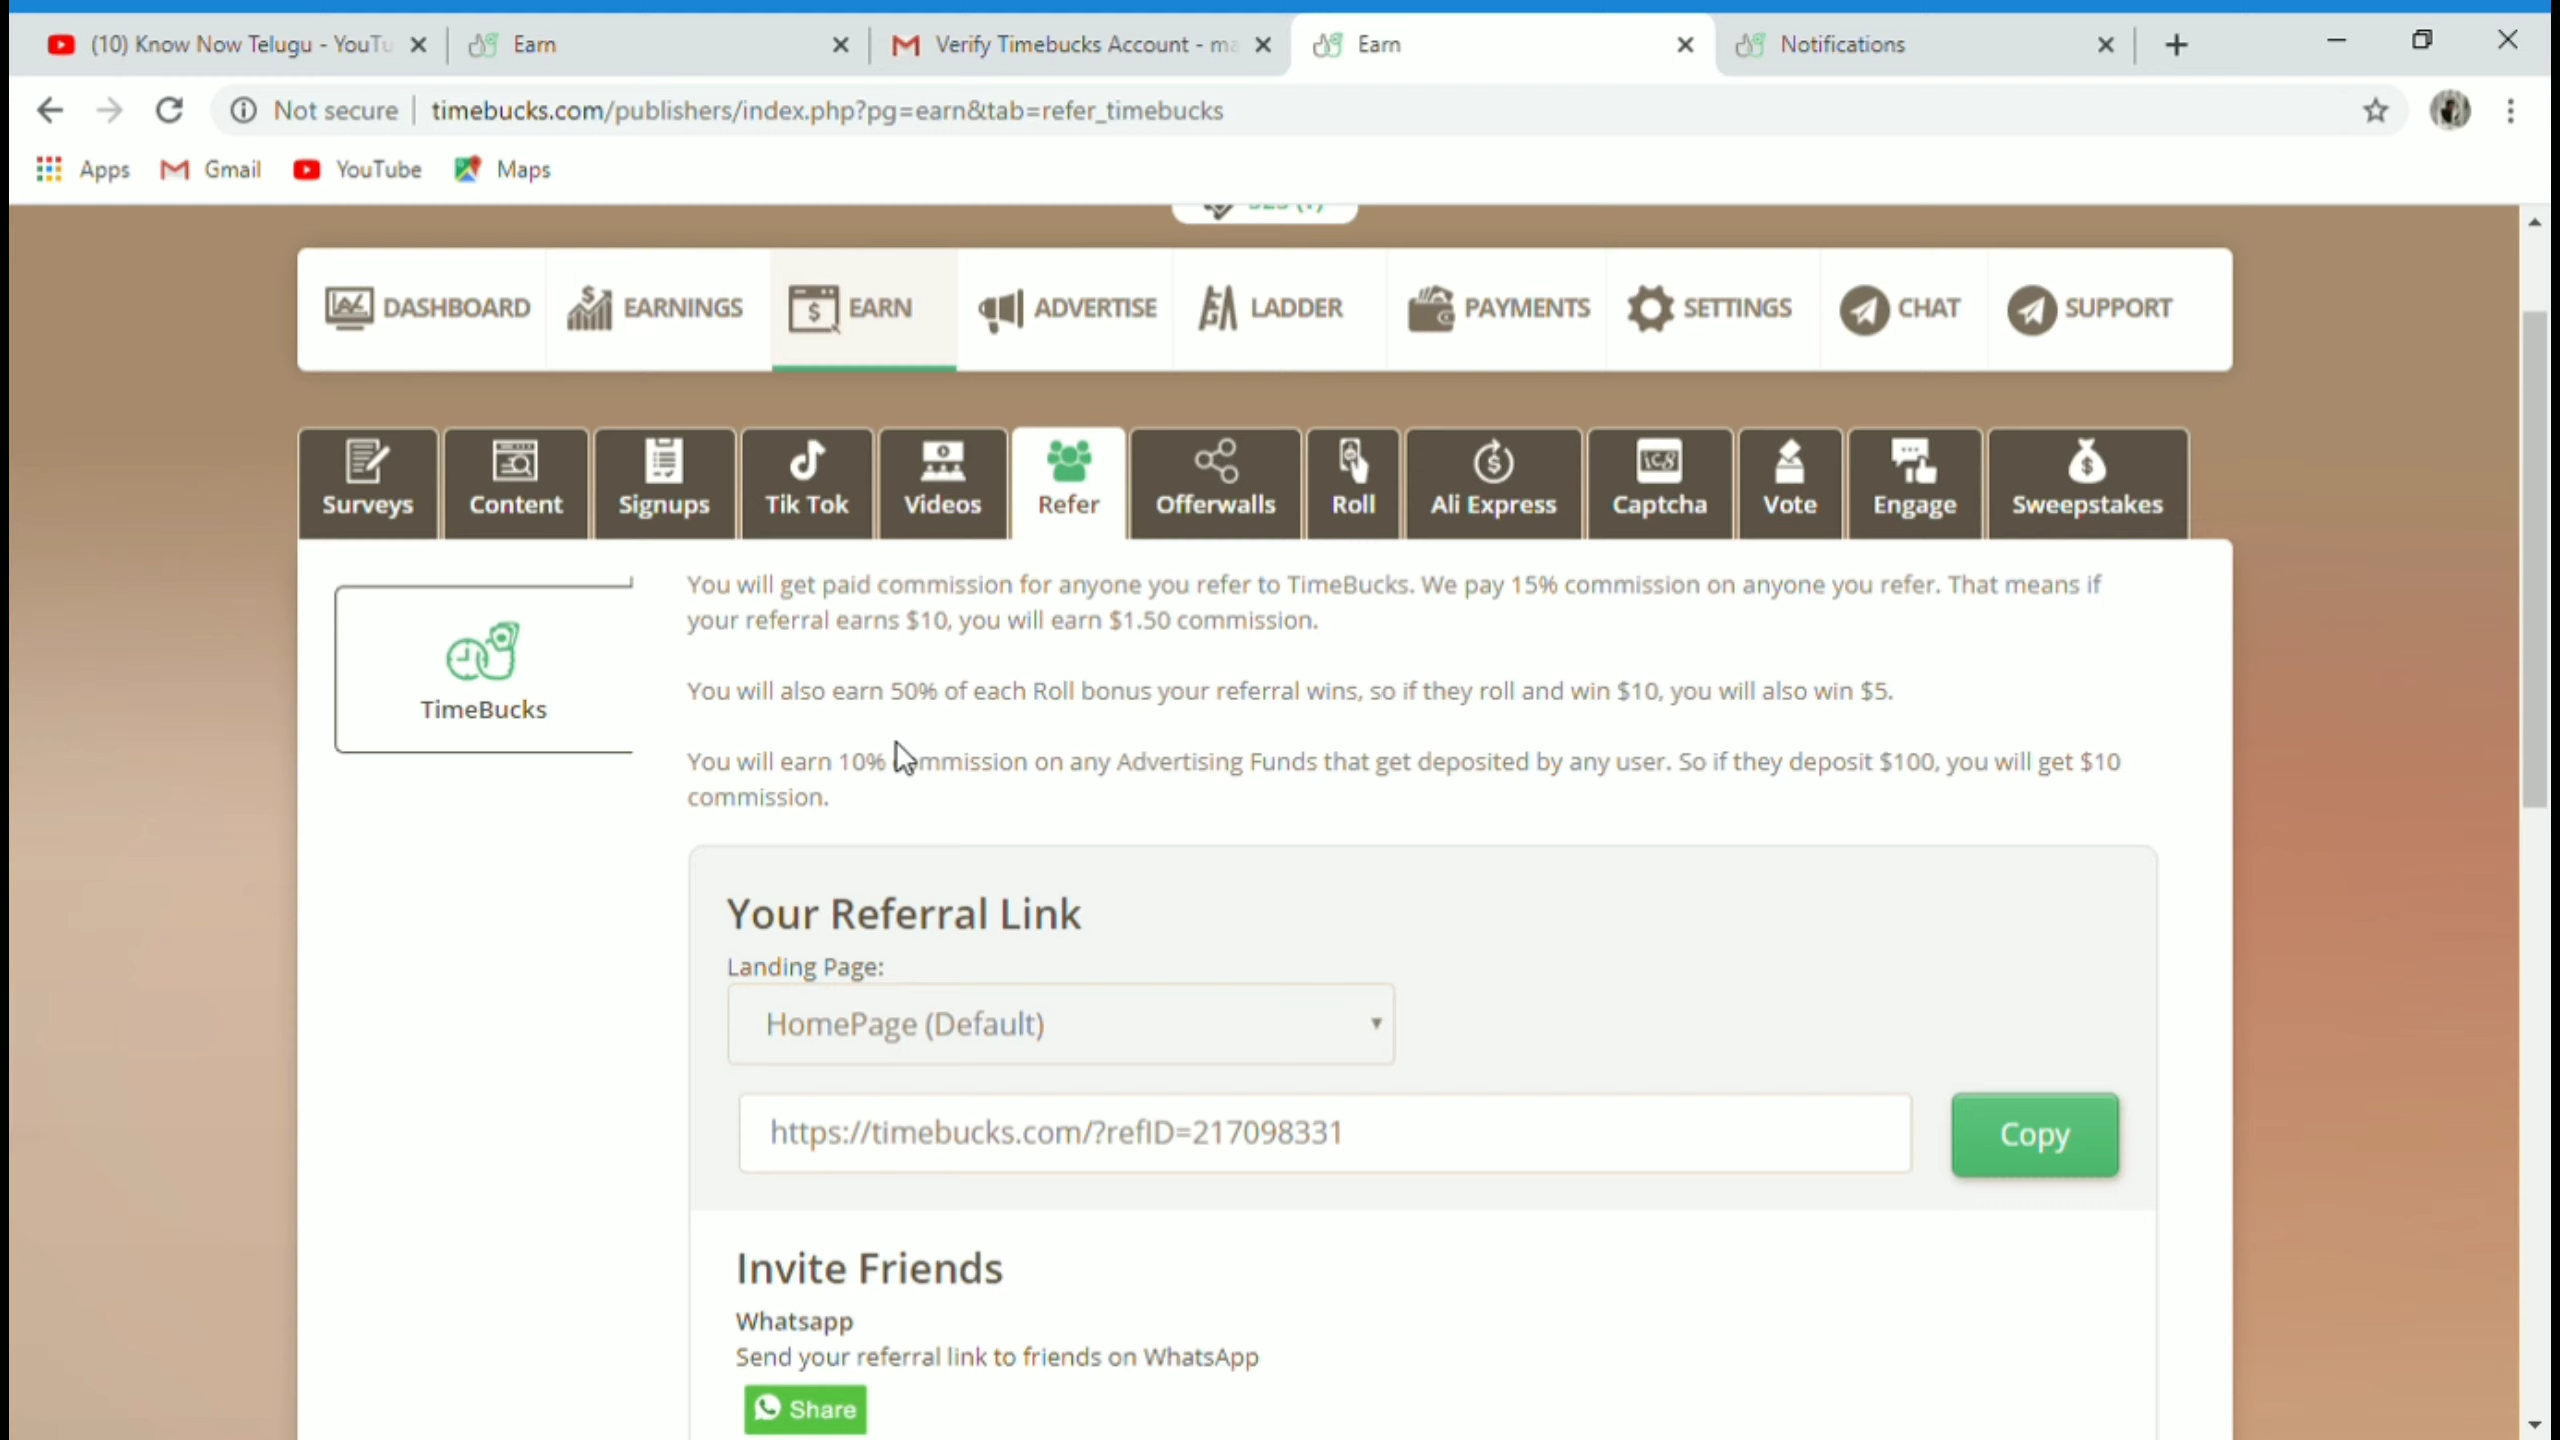 (10) Know Now Telugu - YouTu
Earn
Verify Timebucks Account - ma
Earn
Notifications
Not secure
timebucks.com/publishers/index.php?pg=earn&tab=refer_timebucks
Apps
Gmail
YouTube
Maps
DASHBOARD
EARNINGS
EARN
ADVERTISE
LADDER
PAYMENTS
SETTINGS
CHAT
SUPPORT
Surveys
Content
Signups
Tik Tok
Videos
Refer
Offerwalls
Roll
Ali Express
Captcha
Vote
Engage
Sweepstakes
TimeBucks
You will get paid commission for anyone you refer to TimeBucks. We pay 15% commission on anyone you refer. That means if
your referral earns $10, you will earn $1.50 commission.
You will also earn 50% of each Roll bonus your referral wins, so if they roll and win $10, you will also win $5.
You will earn 10% commission on any Advertising Funds that get deposited by any user. So if they deposit $100, you will get $10
commission.
Your Referral Link
Landing Page:
HomePage (Default)
https://timebucks.com/?refID=217098331
Copy
Invite Friends
Whatsapp
Send your referral link to friends on WhatsApp
Share